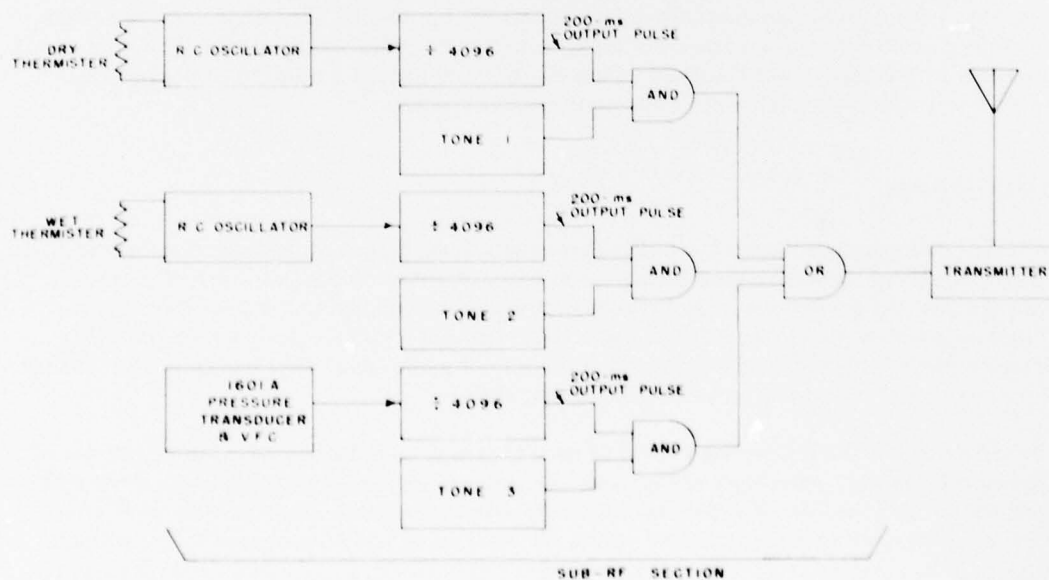 DRY
THERMISTER
R C OSCILLATOR
÷ 4096
200-ms
OUTPUT PULSE
AND
TONE 1
WET
THERMISTER
R C OSCILLATOR
÷ 4096
200-ms
OUTPUT PULSE
AND
OR
TRANSMITTER
TONE 2
1601A
PRESSURE
TRANSDUCER
& VFC
÷ 4096
200-ms
OUTPUT PULSE
AND
TONE 3
SUB-RF SECTION